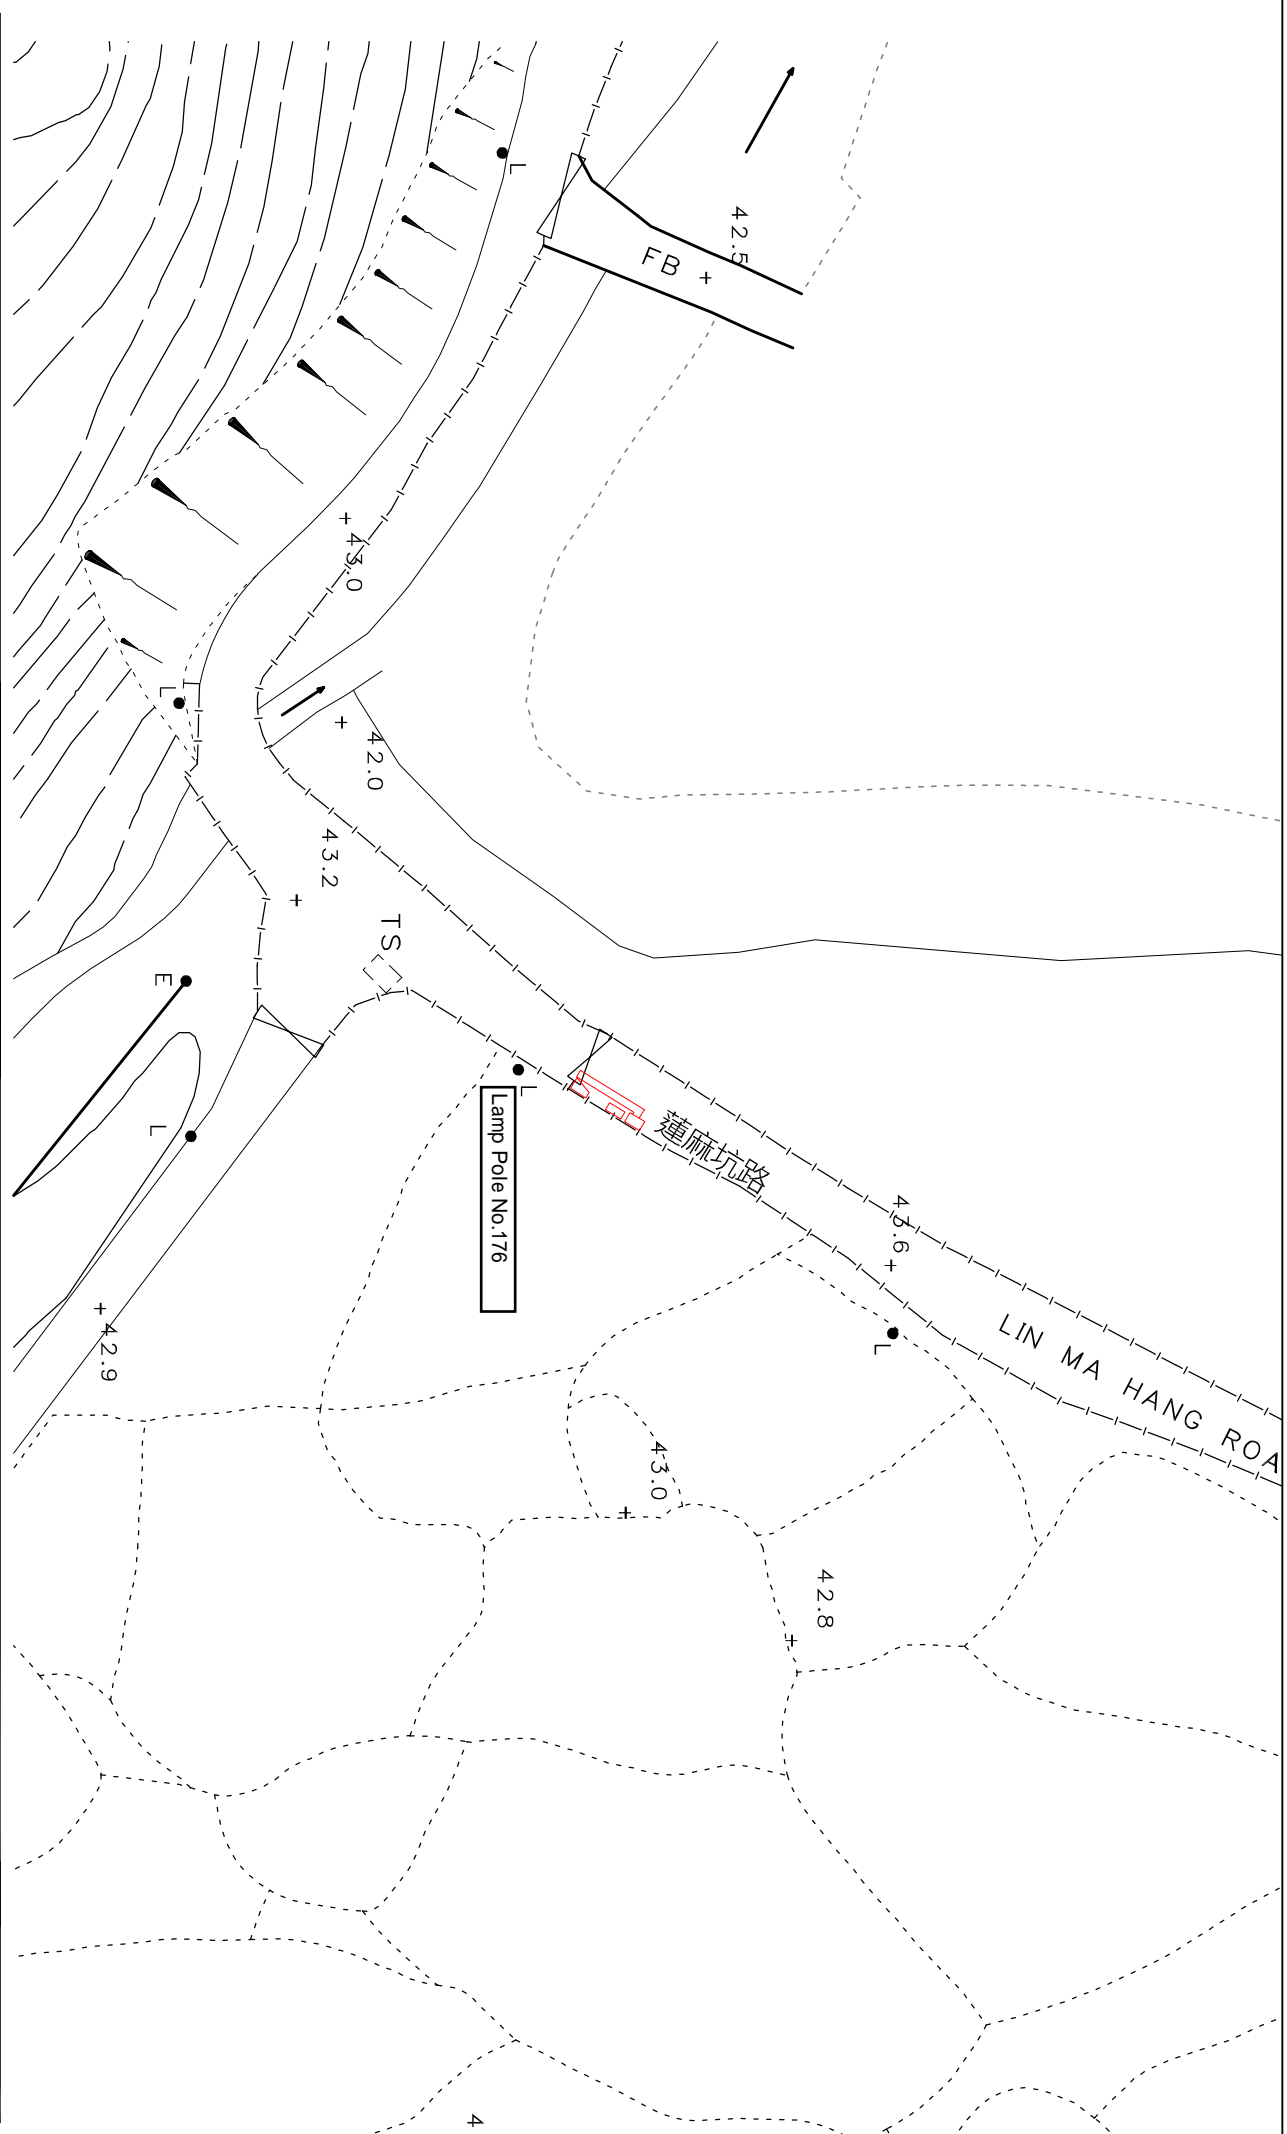 L
42.5
FB +
+ 43.0
L
+
42.0
43.2
+
TS
E
L
Lamp Pole No.176
L
蓮麻坑路
43.6
+
LIN MA HANG ROA
L
+ 42.9
43.0
+
42.8
+
4